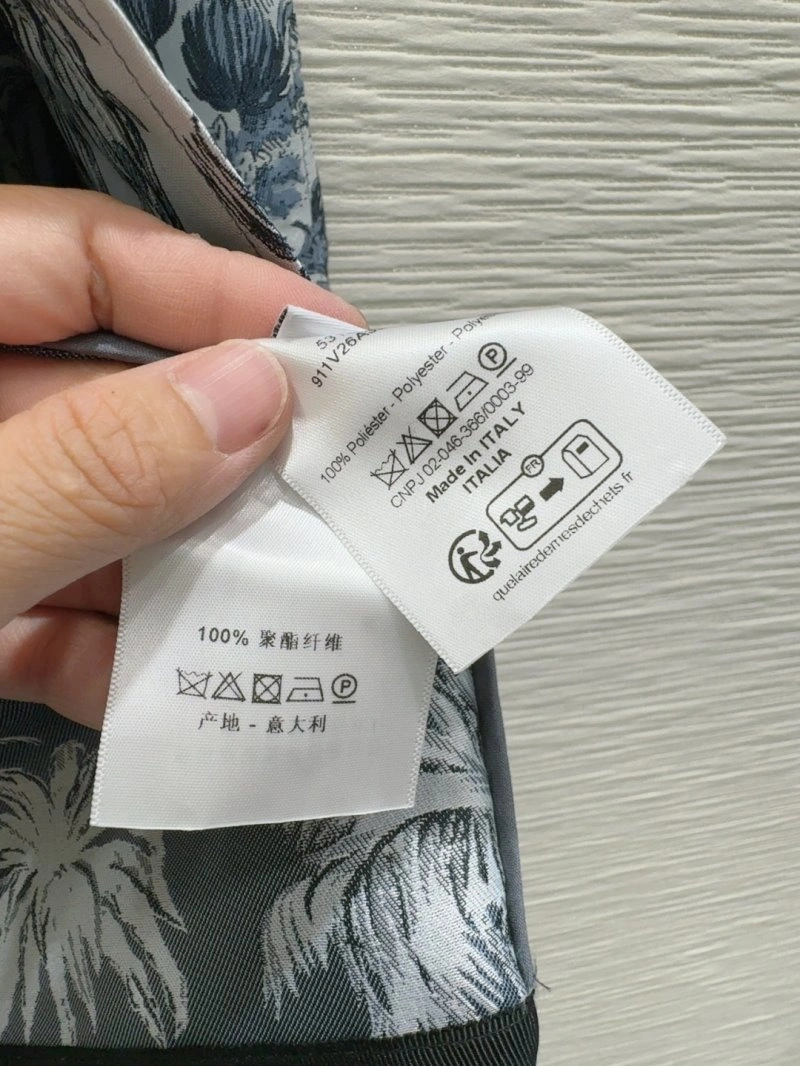 911V26A
100% Poliéster - Polyester -
P
CNPJ 02-046-366/0003-99
Made In ITALY
ITALIA
FR
quelairedemesdechets.fr
100% 聚酯纤维
P
产地 - 意大利